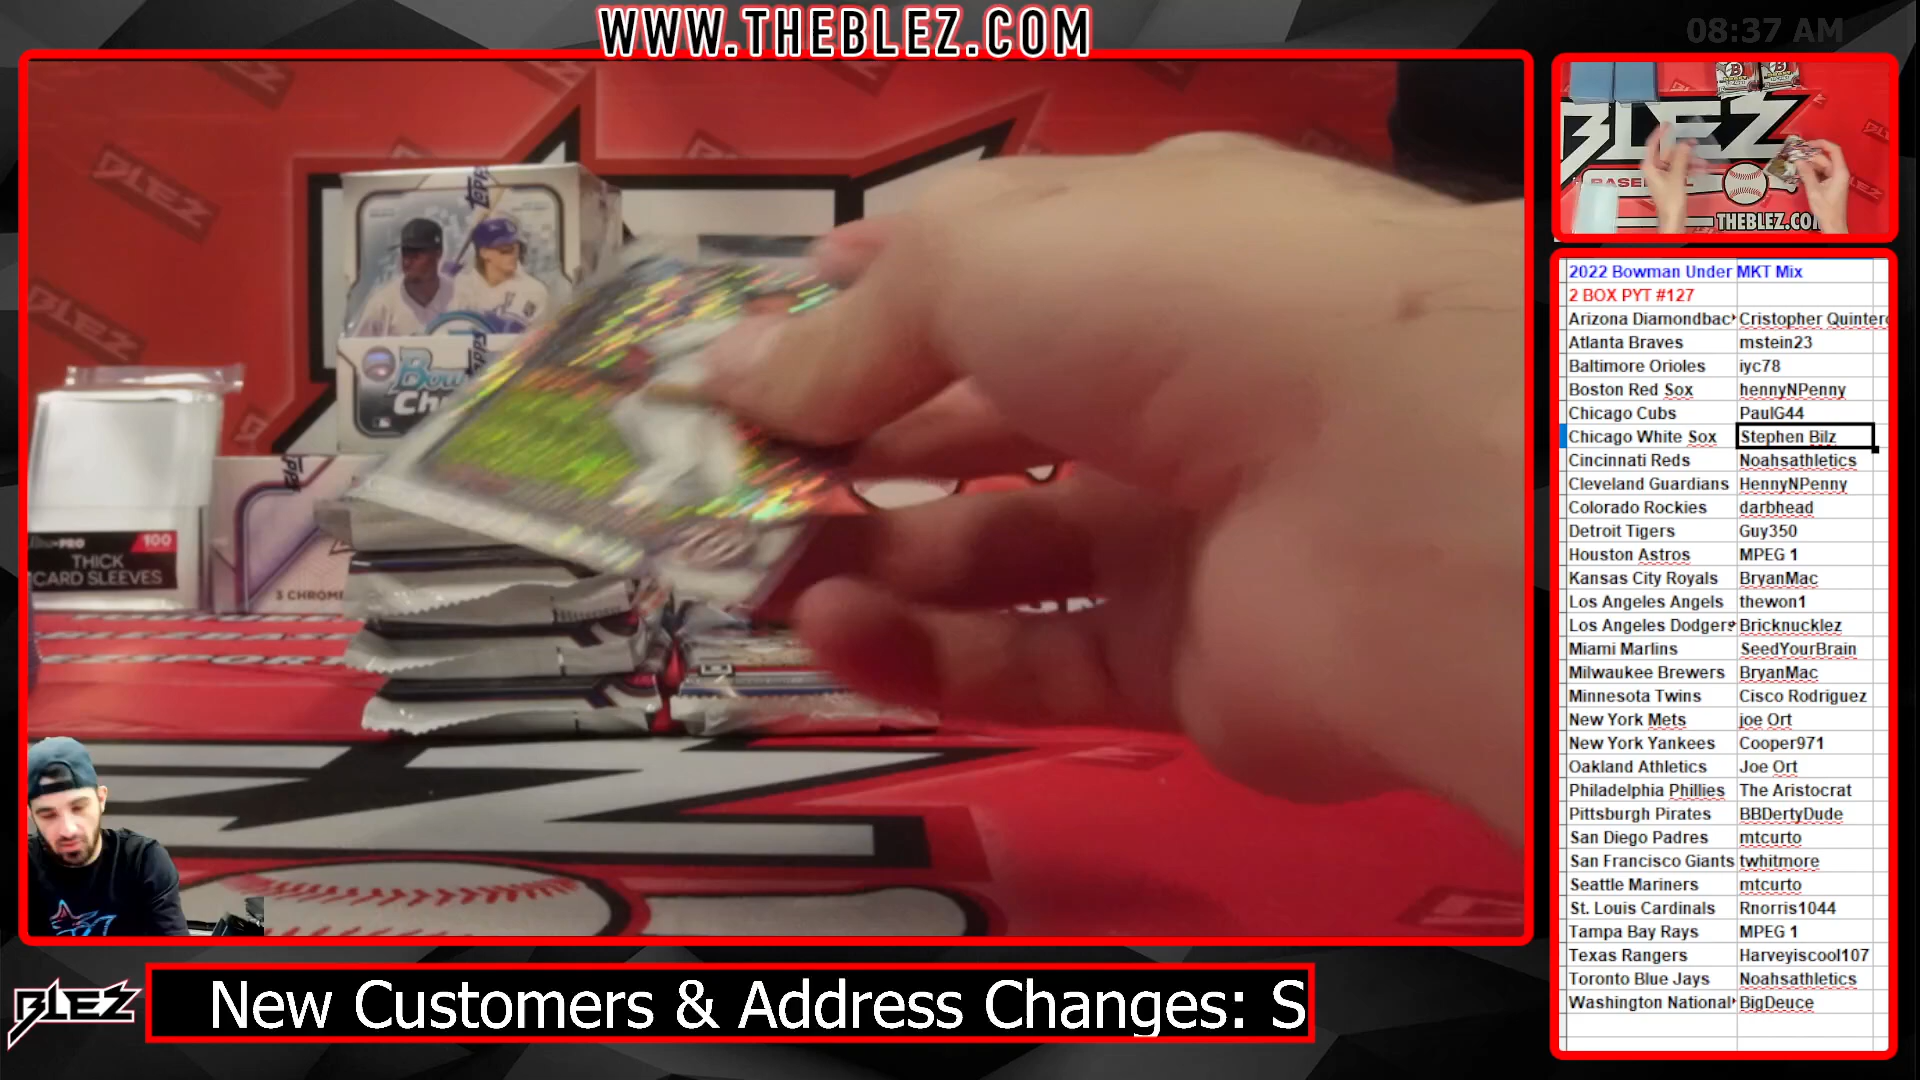 WWW.THEBLEZ.COM
08:37 AM
BLEZ
THEBLEZ.COM
2022 Bowman Under MKT Mix
2 BOX PYT #127
Arizona Diamondbac Cristopher Quintero
Atlanta Braves mstein23
Baltimore Orioles iyc78
Boston Red Sox hennyNPenny
Chicago Cubs PaulG44
Chicago White Sox Stephen Bilz
Cincinnati Reds Noahsathletics
Cleveland Guardians HennyNPenny
Colorado Rockies darbhead
Detroit Tigers Guy350
Houston Astros MPEG 1
Kansas City Royals BryanMac
Los Angeles Angels thewon1
Los Angeles Dodgers Bricknucklez
Miami Marlins SeedYourBrain
Milwaukee Brewers BryanMac
Minnesota Twins Cisco Rodriguez
New York Mets joe Ort
New York Yankees Cooper971
Oakland Athletics Joe Ort
Philadelphia Phillies The Aristocrat
Pittsburgh Pirates BBDertyDude
San Diego Padres mtcurto
San Francisco Giants twhitmore
Seattle Mariners mtcurto
St. Louis Cardinals Rnorris1044
Tampa Bay Rays MPEG 1
Texas Rangers Harveyiscool107
Toronto Blue Jays Noahsathletics
Washington National BigDeuce
100
THICK
CARD SLEEVES
3 CHROME
BLEZ
New Customers & Address Changes: S